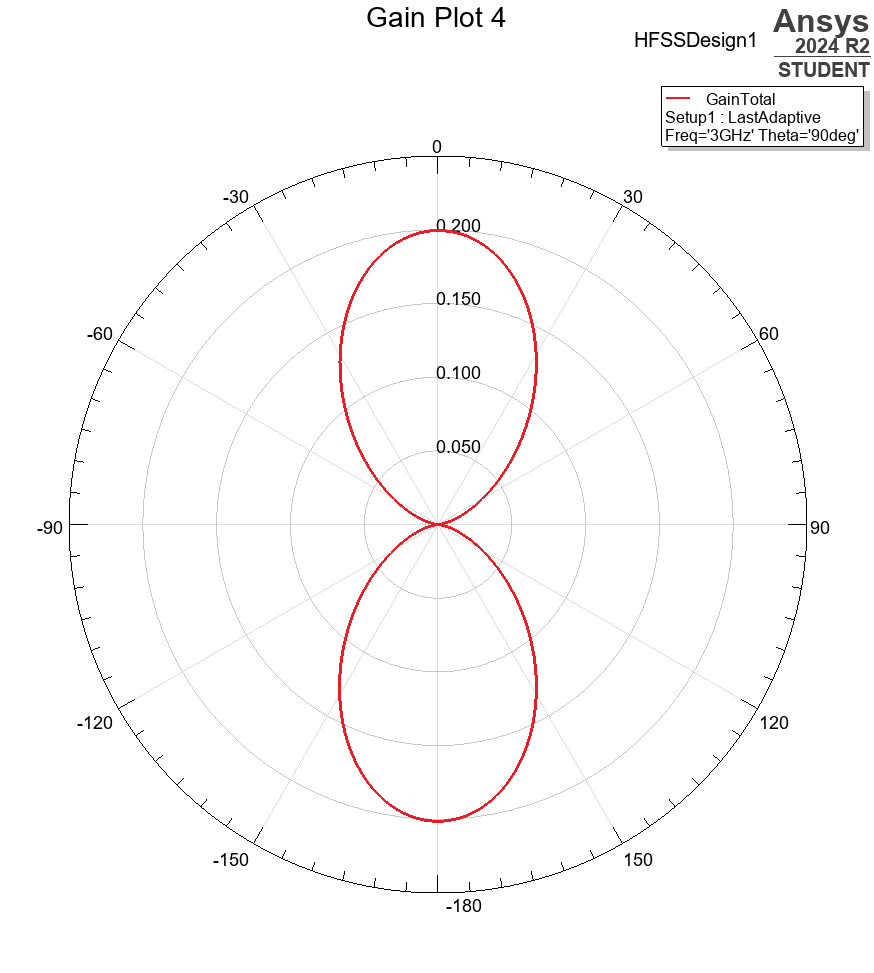 Gain Plot 4
HFSSDesign1
Ansys
2024 R2
STUDENT
GainTotal
Setup1 : LastAdaptive
Freq='3GHz' Theta='90deg'
0
-30
30
0.200
0.150
-60
60
0.100
0.050
-90
90
-120
120
-150
150
-180